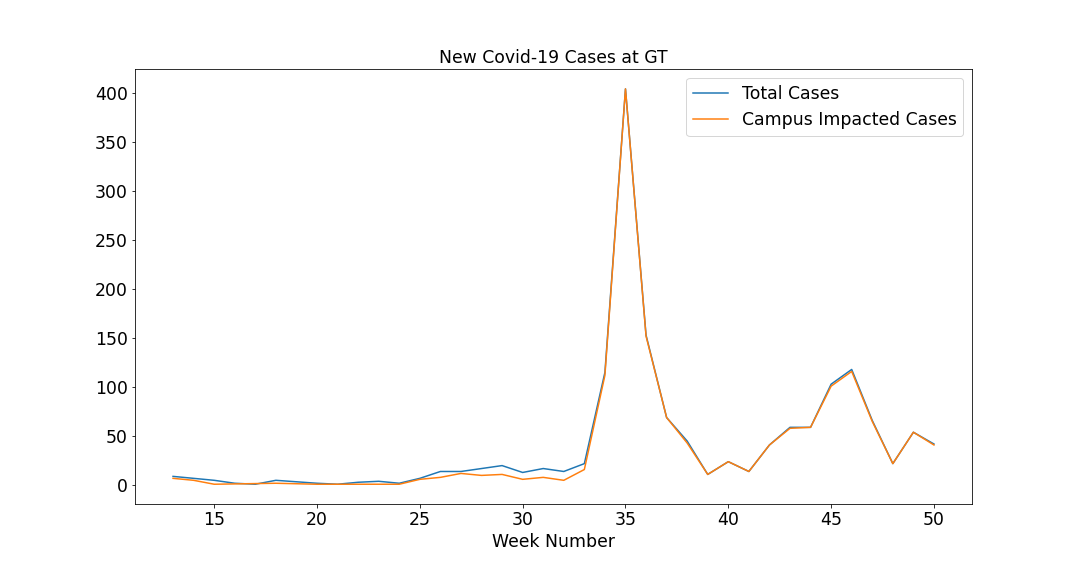 New Covid-19 Cases at GT
Total Cases
Campus Impacted Cases
400
350
300
250
200
150
100
50
0
15 20 25 30 35 40 45 50
Week Number